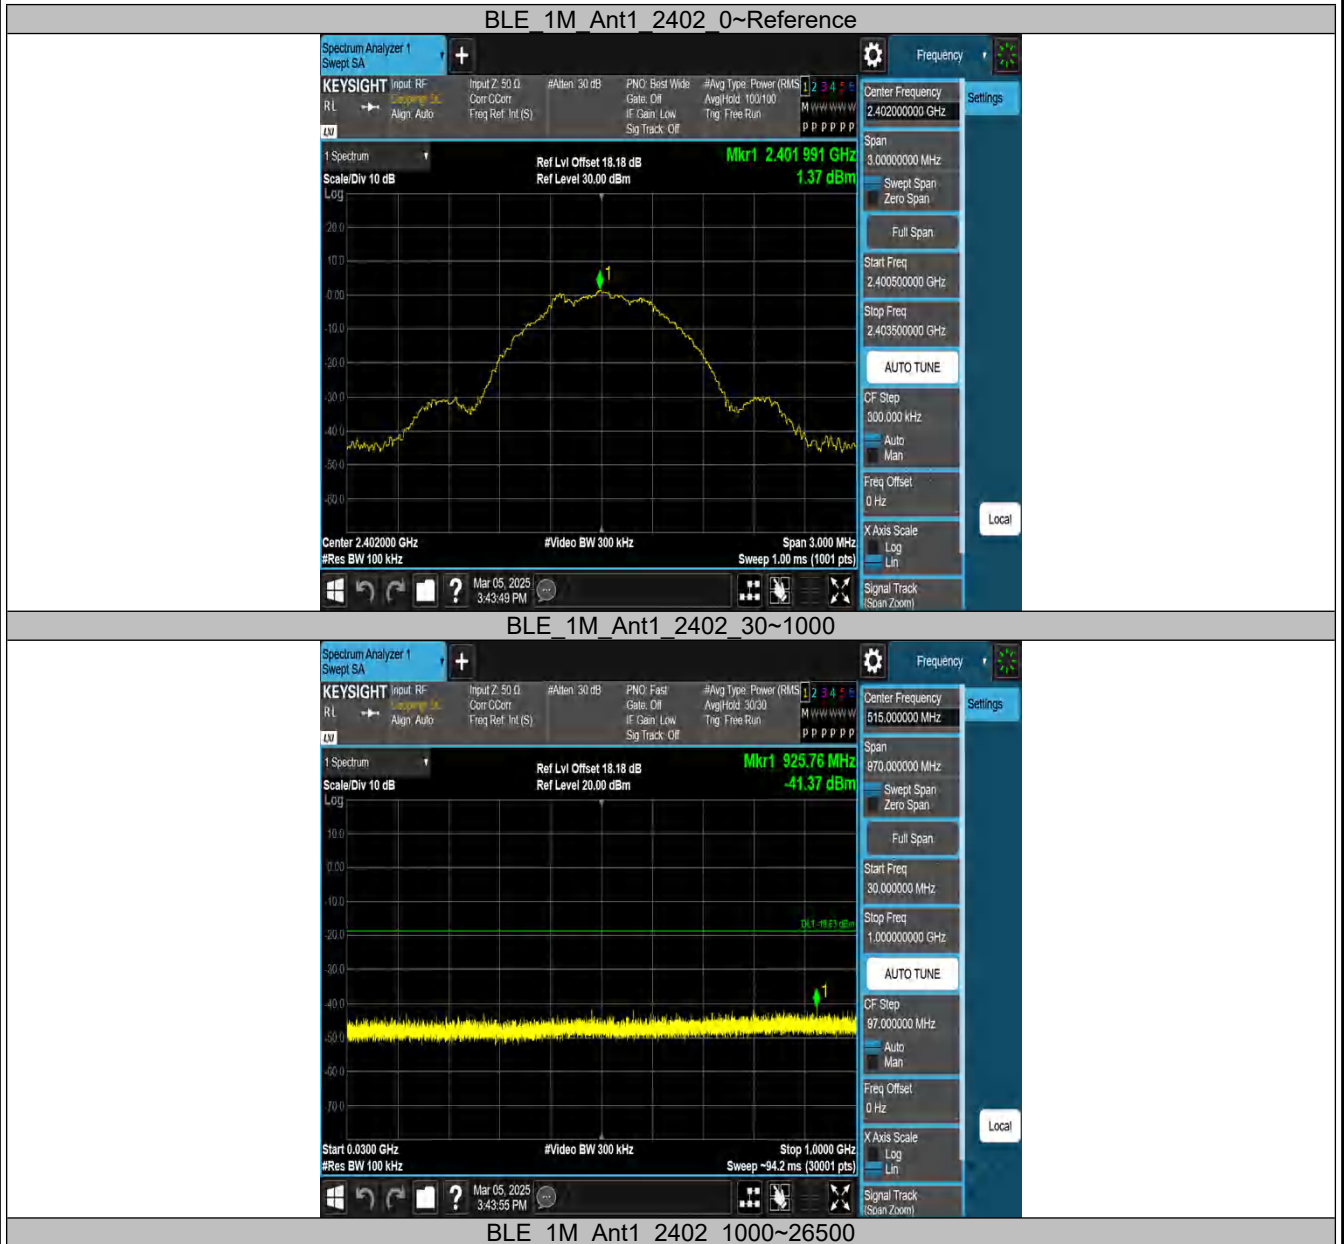 BLE_1M_Ant1_2402_0~Reference
Spectrum Analyzer 1
Swept SA
+
Frequency
KEYSIGHT
Input: RF
RL
Align: Auto
LXI
Input Z: 50 Ω
Corr CCorr
Freq Ref: Int (S)
#Atten: 30 dB
PNO: Best Wide
Gate: Off
IF Gain: Low
Sig Track: Off
#Avg Type: Power (RMS
Avg|Hold: 100/100
Trig: Free Run
1 2 3 4 5 6
M W W W W W
P P P P P P
1 Spectrum
Scale/Div 10 dB
Log
Ref Lvl Offset 18.18 dB
Ref Level 30.00 dBm
Mkr1 2.401 991 GHz
1.37 dBm
20.0
10.0
0.00
-10.0
-20.0
-30.0
-40.0
-50.0
-60.0
1
Center 2.402000 GHz
#Res BW 100 kHz
#Video BW 300 kHz
Span 3.000 MHz
Sweep 1.00 ms (1001 pts)
Mar 05, 2025
3:43:49 PM
Center Frequency
2.402000000 GHz
Settings
Span
3.00000000 MHz
Swept Span
Zero Span
Full Span
Start Freq
2.400500000 GHz
Stop Freq
2.403500000 GHz
AUTO TUNE
CF Step
300.000 kHz
Auto
Man
Freq Offset
0 Hz
X Axis Scale
Log
Lin
Signal Track
(Span Zoom)
Local
BLE_1M_Ant1_2402_30~1000
Spectrum Analyzer 1
Swept SA
+
Frequency
KEYSIGHT
Input: RF
RL
Align: Auto
LXI
Input Z: 50 Ω
Corr CCorr
Freq Ref: Int (S)
#Atten: 30 dB
PNO: Fast
Gate: Off
IF Gain: Low
Sig Track: Off
#Avg Type: Power (RMS
Avg|Hold: 30/30
Trig: Free Run
1 2 3 4 5 6
M W W W W W
P P P P P P
1 Spectrum
Scale/Div 10 dB
Log
Ref Lvl Offset 18.18 dB
Ref Level 20.00 dBm
Mkr1 925.76 MHz
-41.37 dBm
10.0
0.00
-10.0
-20.0
-30.0
-40.0
-50.0
-60.0
-70.0
DL1 -18.63 dBm
1
Start 0.0300 GHz
#Res BW 100 kHz
#Video BW 300 kHz
Stop 1.0000 GHz
Sweep ~94.2 ms (30001 pts)
Mar 05, 2025
3:43:55 PM
Center Frequency
515.000000 MHz
Settings
Span
970.000000 MHz
Swept Span
Zero Span
Full Span
Start Freq
30.000000 MHz
Stop Freq
1.000000000 GHz
AUTO TUNE
CF Step
97.000000 MHz
Auto
Man
Freq Offset
0 Hz
X Axis Scale
Log
Lin
Signal Track
(Span Zoom)
Local
BLE_1M_Ant1_2402_1000~26500